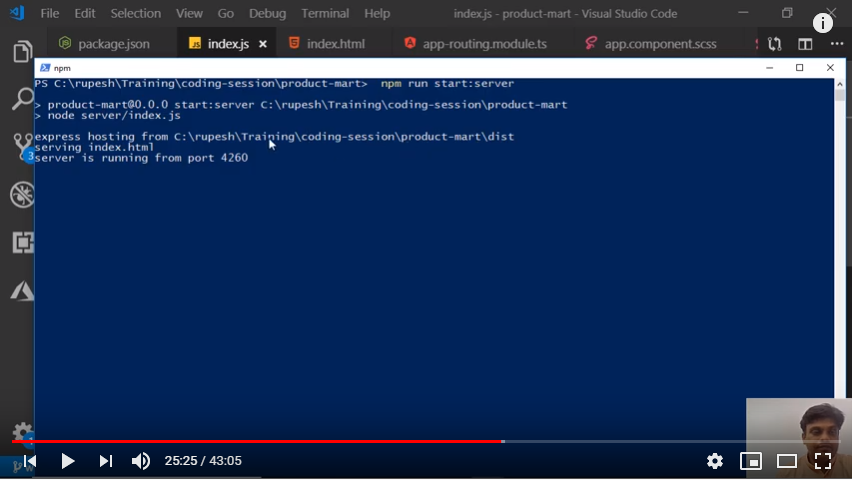 File Edit Selection View Go Debug Terminal Help index.js - product-mart - Visual Studio Code
package.json index.js index.html app-routing.module.ts app.component.scss
npm
PS C:\rupesh\Training\coding-session\product-mart> npm run start:server
> product-mart@0.0.0 start:server C:\rupesh\Training\coding-session\product-mart
> node server/index.js
express hosting from C:\rupesh\Training\coding-session\product-mart\dist
serving index.html
server is running from port 4260
25:25 / 43:05